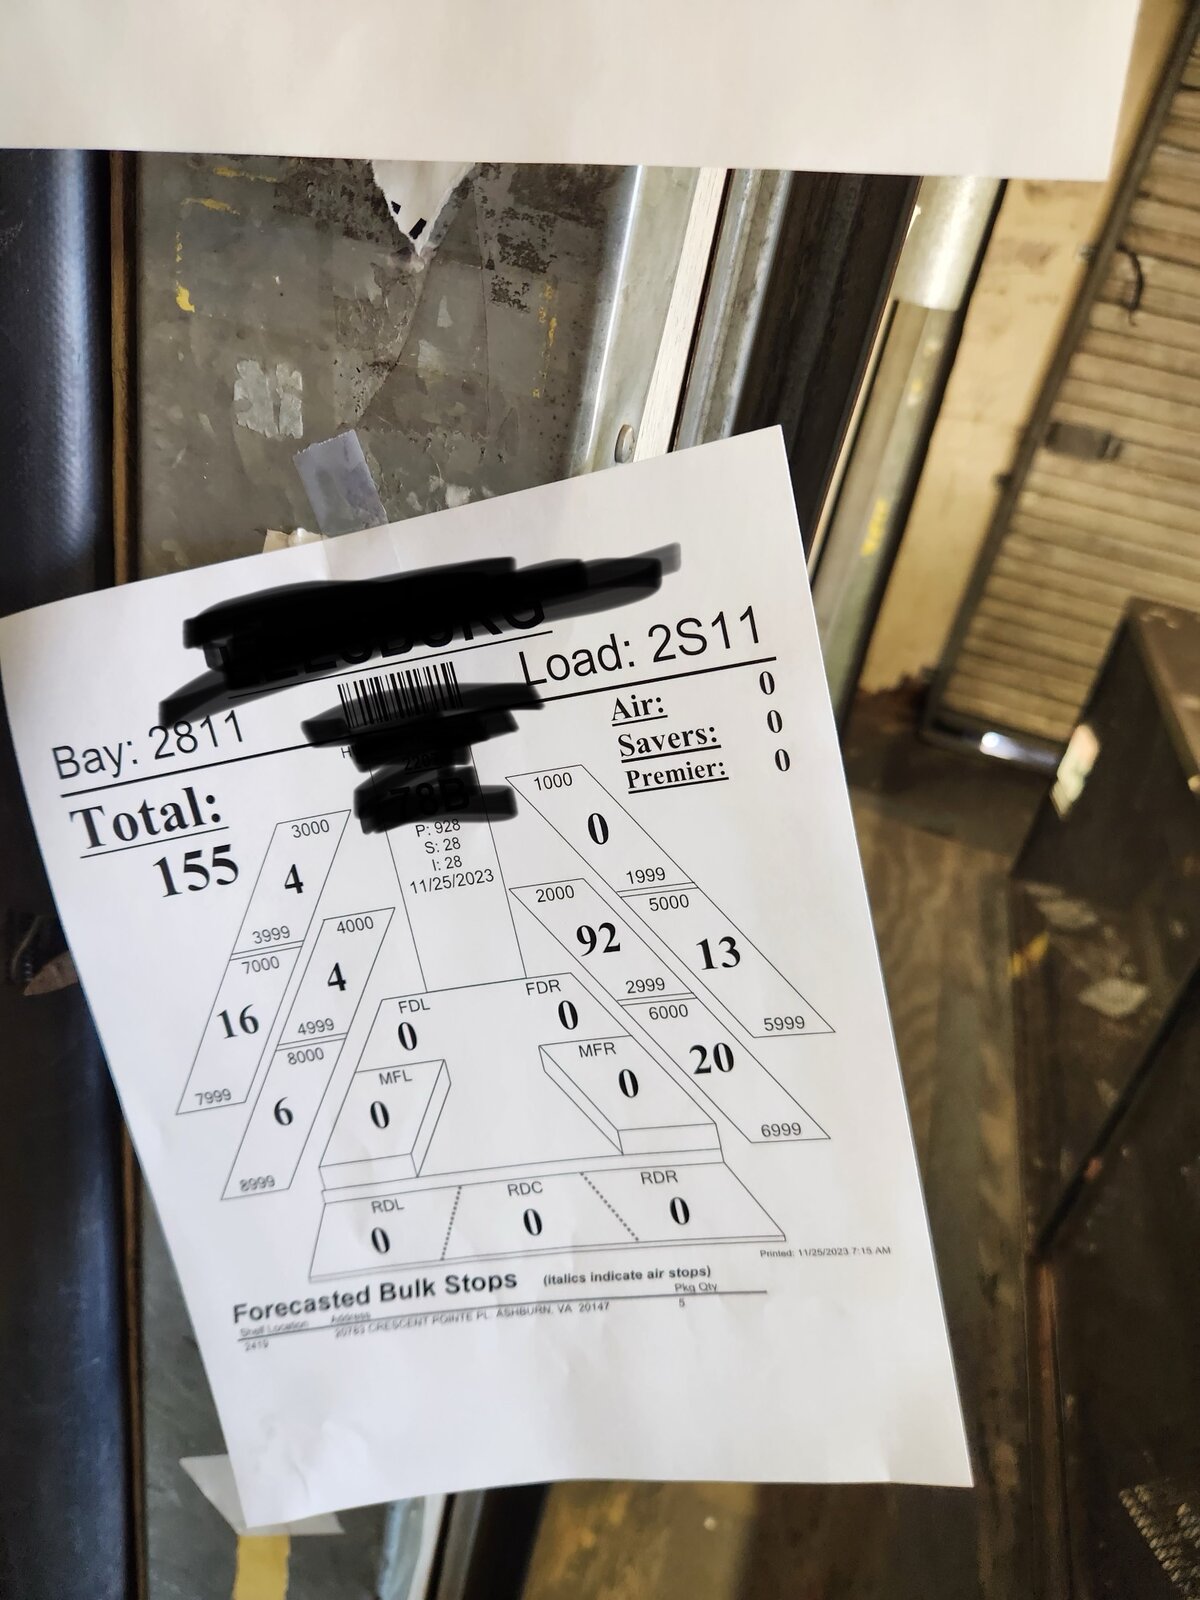 Load: 2S11
Bay: 2811
Air: 0
Savers: 0
Premier: 0
Total:
155
78B
P: 928
S: 28
I: 28
11/25/2023
3000
4
3999
7000
16
7999
4000
4
4999
8000
6
8999
1000
0
1999
5000
13
5999
2000
92
2999
6000
20
6999
FDL
0
FDR
0
MFL
0
MFR
0
RDL
0
RDC
0
RDR
0
Printed: 11/25/2023 7:15 AM
Forecasted Bulk Stops (italics indicate air stops)
Shelf Location Address Pkg Qty
2419 20763 CRESCENT POINTE PL, ASHBURN, VA 20147 5